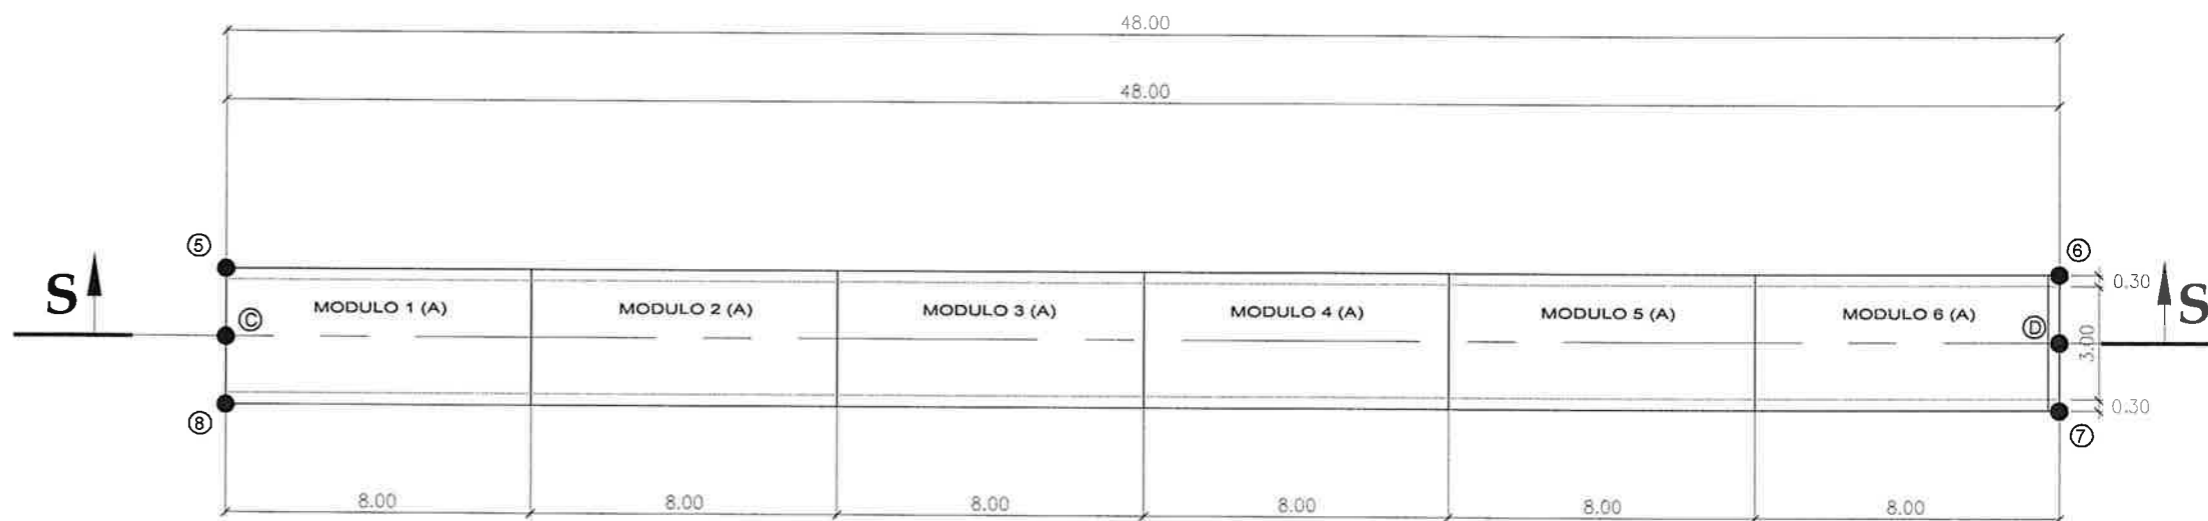 48.00
48.00
⑤
⑥
S
0.30
S
MODULO 1 (A)
MODULO 2 (A)
MODULO 3 (A)
MODULO 4 (A)
MODULO 5 (A)
MODULO 6 (A)
Ⓒ
Ⓓ
3.00
0.30
⑧
⑦
8.00
8.00
8.00
8.00
8.00
8.00